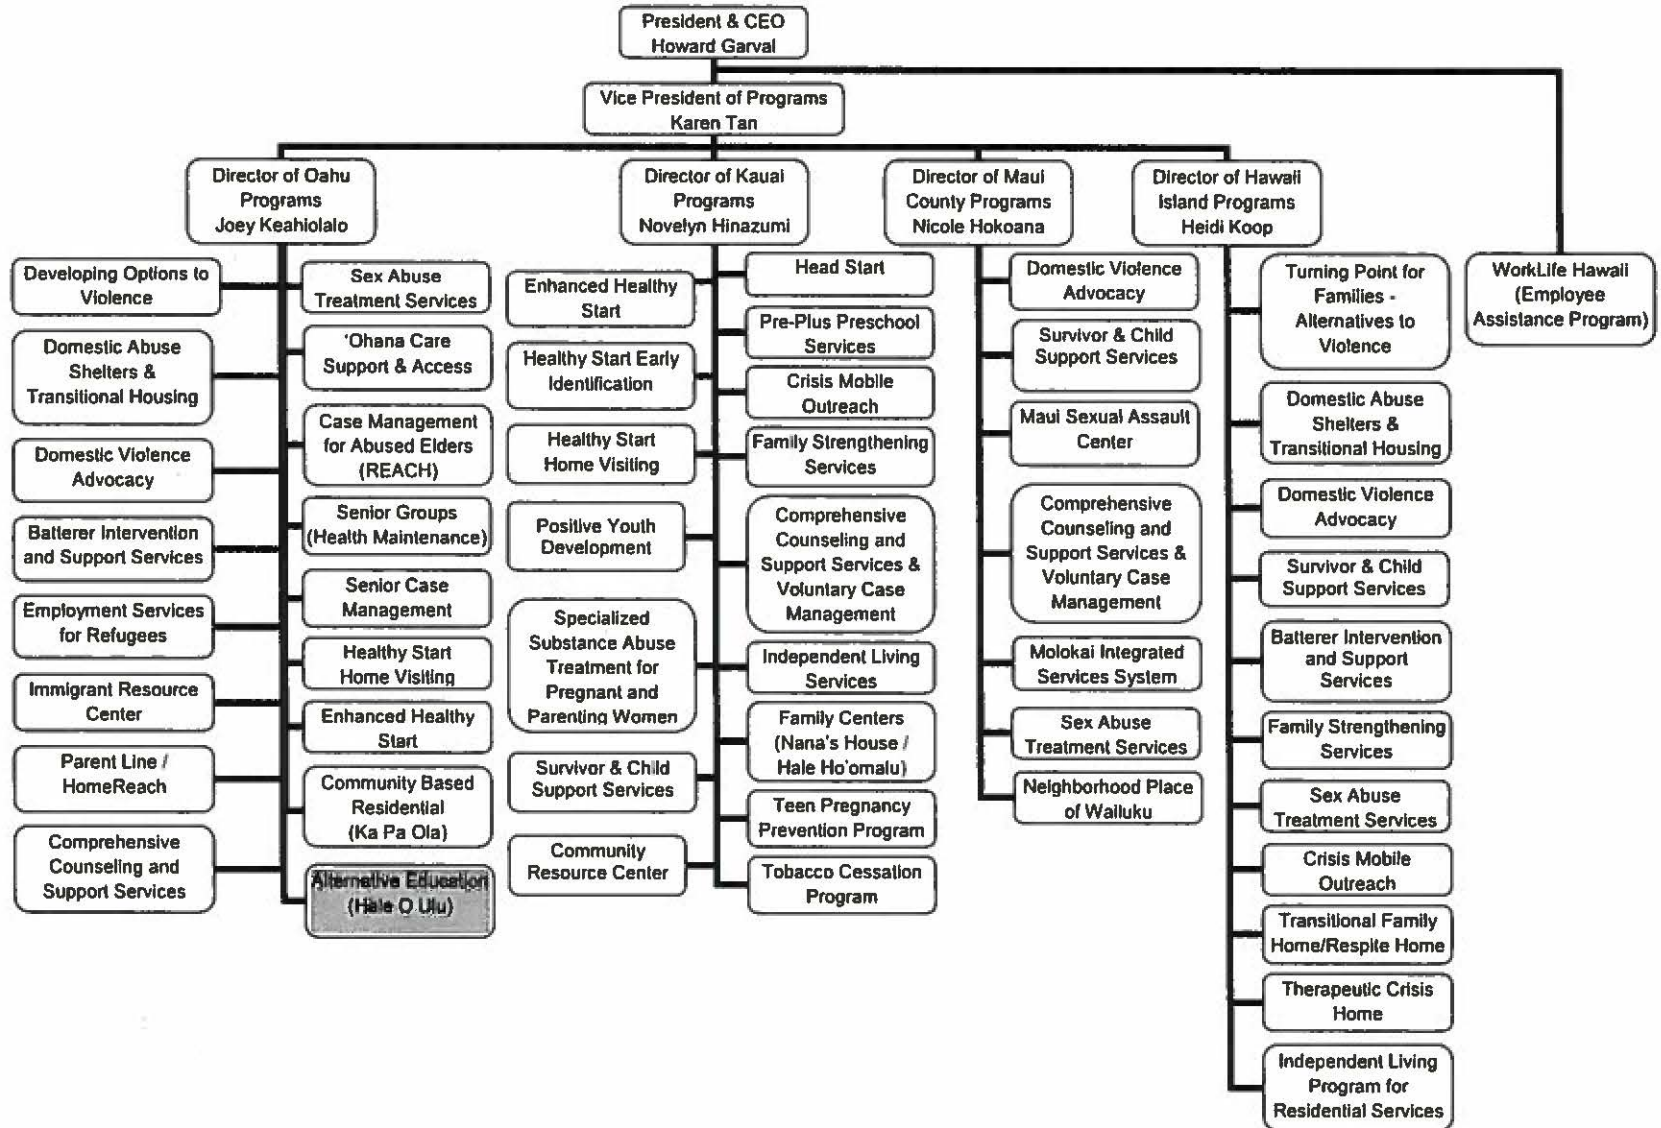 President & CEO
Howard Garval
Vice President of Programs
Karen Tan
Director of Oahu
Programs
Joey Keahiolalo
Developing Options to
Violence
Domestic Abuse
Shelters &
Transitional Housing
Domestic Violence
Advocacy
Batterer Intervention
and Support Services
Employment Services
for Refugees
Immigrant Resource
Center
Parent Line /
HomeReach
Comprehensive
Counseling and
Support Services
Sex Abuse
Treatment Services
'Ohana Care
Support & Access
Case Management
for Abused Elders
(REACH)
Senior Groups
(Health Maintenance)
Senior Case
Management
Healthy Start
Home Visiting
Enhanced Healthy
Start
Community Based
Residential
(Ka Pa Ola)
Alternative Education
(Hale O Ulu)
Director of Kauai
Programs
Novelyn Hinazumi
Enhanced Healthy
Start
Healthy Start Early
Identification
Healthy Start
Home Visiting
Positive Youth
Development
Specialized
Substance Abuse
Treatment for
Pregnant and
Parenting Women
Survivor & Child
Support Services
Community
Resource Center
Head Start
Pre-Plus Preschool
Services
Crisis Mobile
Outreach
Family Strengthening
Services
Comprehensive
Counseling and
Support Services &
Voluntary Case
Management
Independent Living
Services
Family Centers
(Nana's House /
Hale Ho'omalu)
Teen Pregnancy
Prevention Program
Tobacco Cessation
Program
Director of Maui
County Programs
Nicole Hokoana
Domestic Violence
Advocacy
Survivor & Child
Support Services
Maui Sexual Assault
Center
Comprehensive
Counseling and
Support Services &
Voluntary Case
Management
Molokai Integrated
Services System
Sex Abuse
Treatment Services
Neighborhood Place
of Wailuku
Director of Hawaii
Island Programs
Heidi Koop
Turning Point for
Families -
Alternatives to
Violence
Domestic Abuse
Shelters &
Transitional Housing
Domestic Violence
Advocacy
Survivor & Child
Support Services
Batterer Intervention
and Support
Services
Family Strengthening
Services
Sex Abuse
Treatment Services
Crisis Mobile
Outreach
Transitional Family
Home/Respite Home
Therapeutic Crisis
Home
Independent Living
Program for
Residential Services
WorkLife Hawaii
(Employee
Assistance Program)